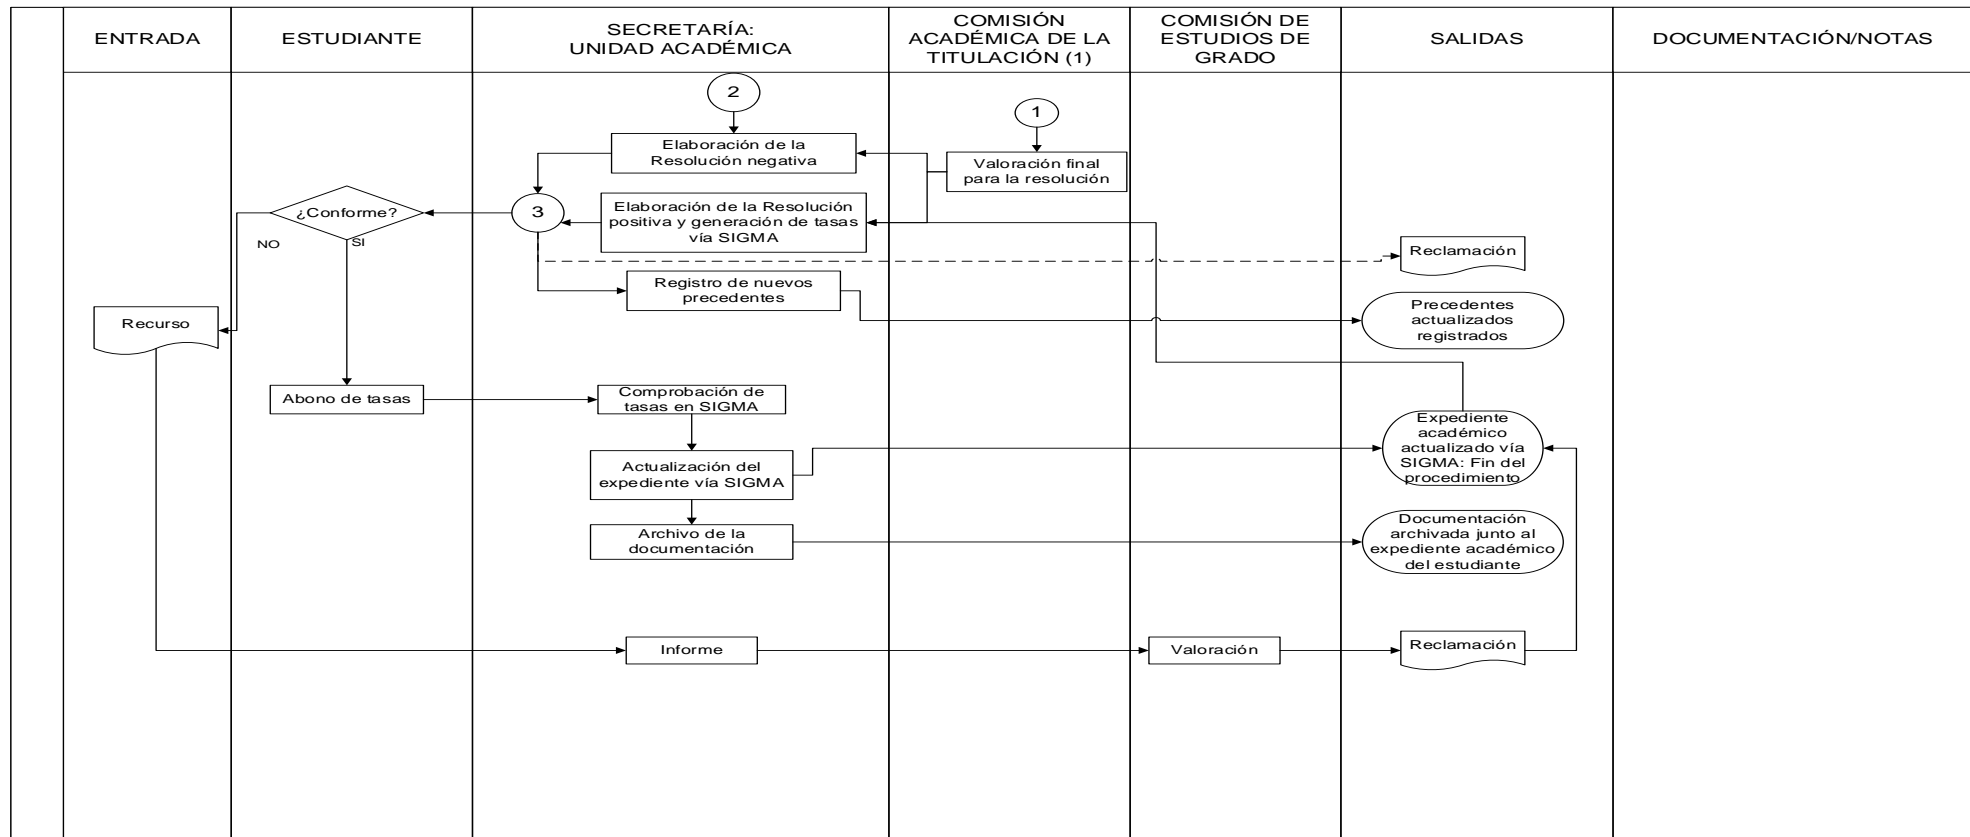 ENTRADA
ESTUDIANTE
SECRETARÍA:
UNIDAD ACADÉMICA
COMISIÓN
ACADÉMICA DE LA
TITULACIÓN (1)
COMISIÓN DE
ESTUDIOS DE
GRADO
SALIDAS
DOCUMENTACIÓN/NOTAS
2
1
Elaboración de la
Resolución negativa
Valoración final
para la resolución
¿Conforme?
3
Elaboración de la Resolución
positiva y generación de tasas
vía SIGMA
NO
SI
Reclamación
Registro de nuevos
precedentes
Precedentes
actualizados
registrados
Recurso
Abono de tasas
Comprobación de
tasas en SIGMA
Expediente
académico
actualizado vía
SIGMA: Fin del
procedimiento
Actualización del
expediente vía SIGMA
Archivo de la
documentación
Documentación
archivada junto al
expediente académico
del estudiante
Informe
Valoración
Reclamación